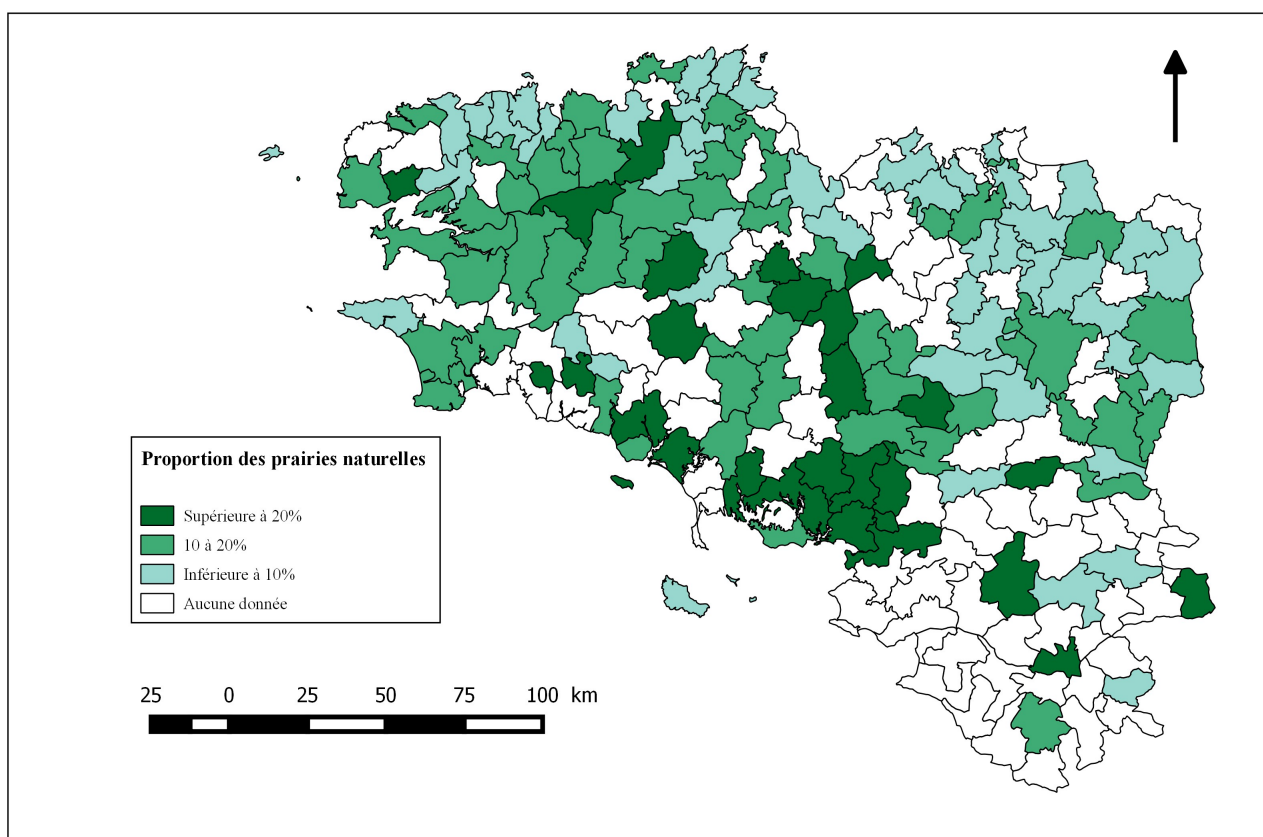 Proportion des prairies naturelles
Supérieure à 20%
10 à 20%
Inférieure à 10%
Aucune donnée
25 0 25 50 75 100 km